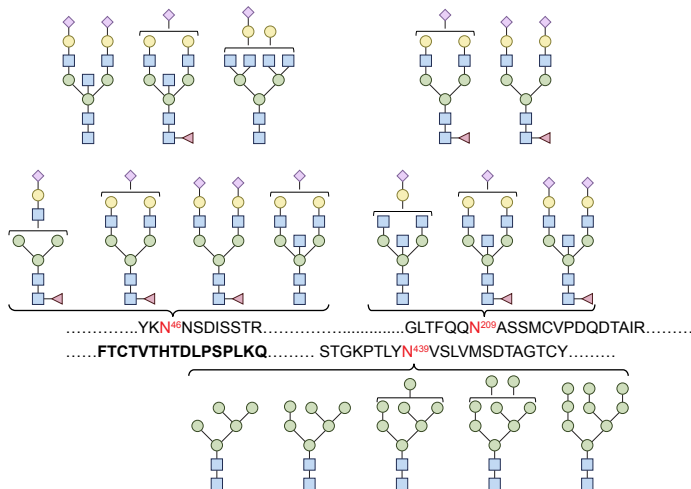 ............YKN46NSDISSTR........................GLTFQQN209ASSMCVPDQDTAIR.........
......FTCTVTHTDLPSPLKQ......... STGKPTLYN439VSLVMSDTAGTCY.........